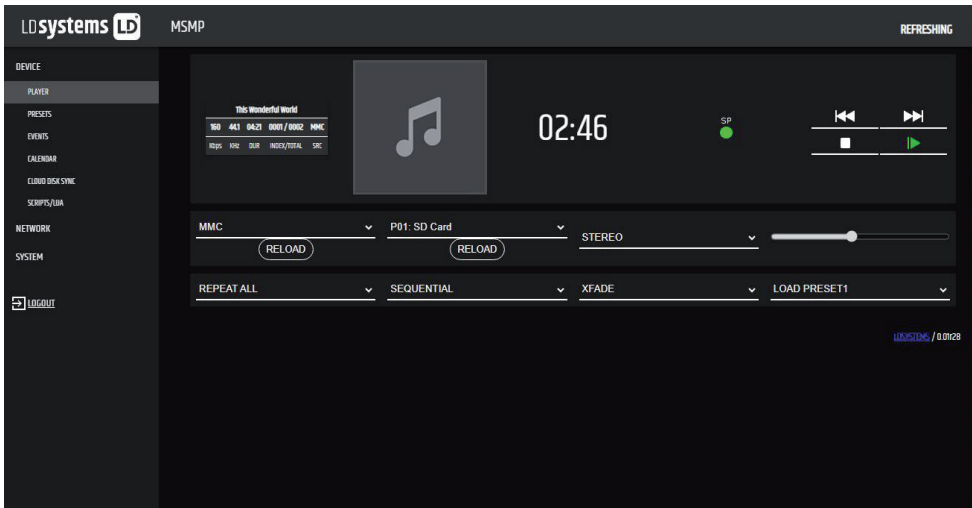 LDsystems LD
MSMP
REFRESHING
DEVICE
PLAYER
PRESETS
EVENTS
CALENDAR
CLOUD DISK SYNC
SCRIPTS/LUA
NETWORK
SYSTEM
LOGOUT
This Wonderful World
160 44.1 04:21 0001 / 0002 MMC
Kbps KHz DUR INDEX/TOTAL SRC
02:46
SP
MMC
RELOAD
P01: SD Card
RELOAD
STEREO
REPEAT ALL
SEQUENTIAL
XFADE
LOAD PRESET1
LDSYSTEMS / 0.01r28